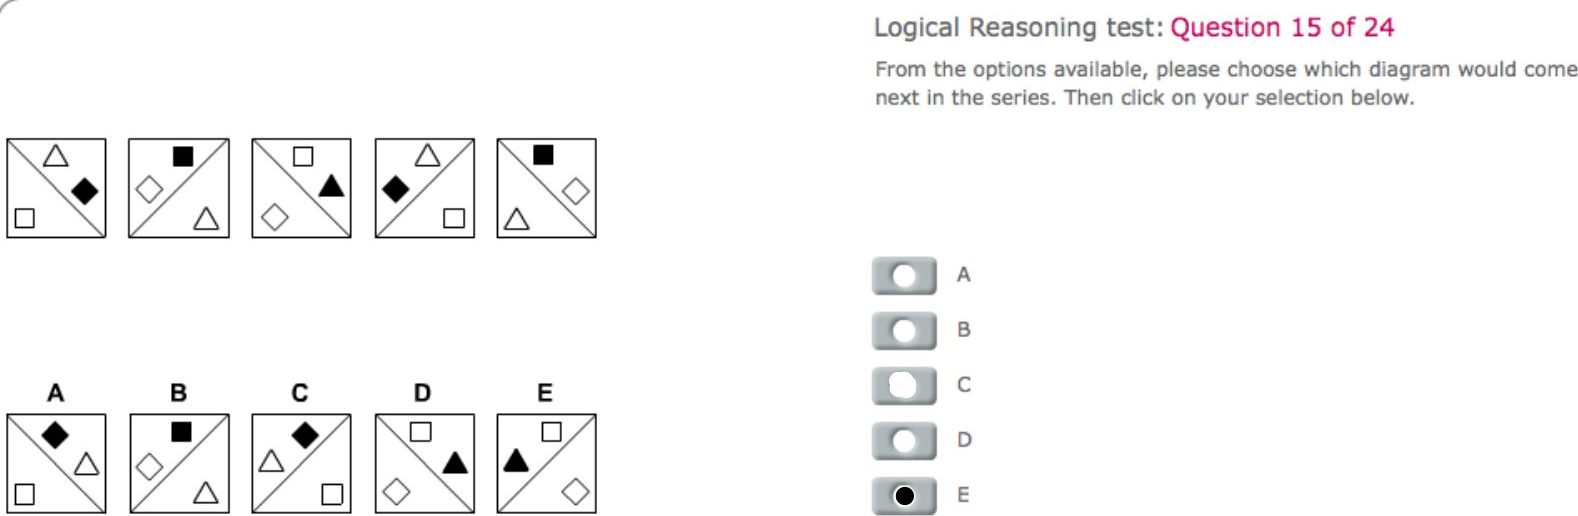 Logical Reasoning test: Question 15 of 24
From the options available, please choose which diagram would come
next in the series. Then click on your selection below.
A
B
C
D
E
A B C D E